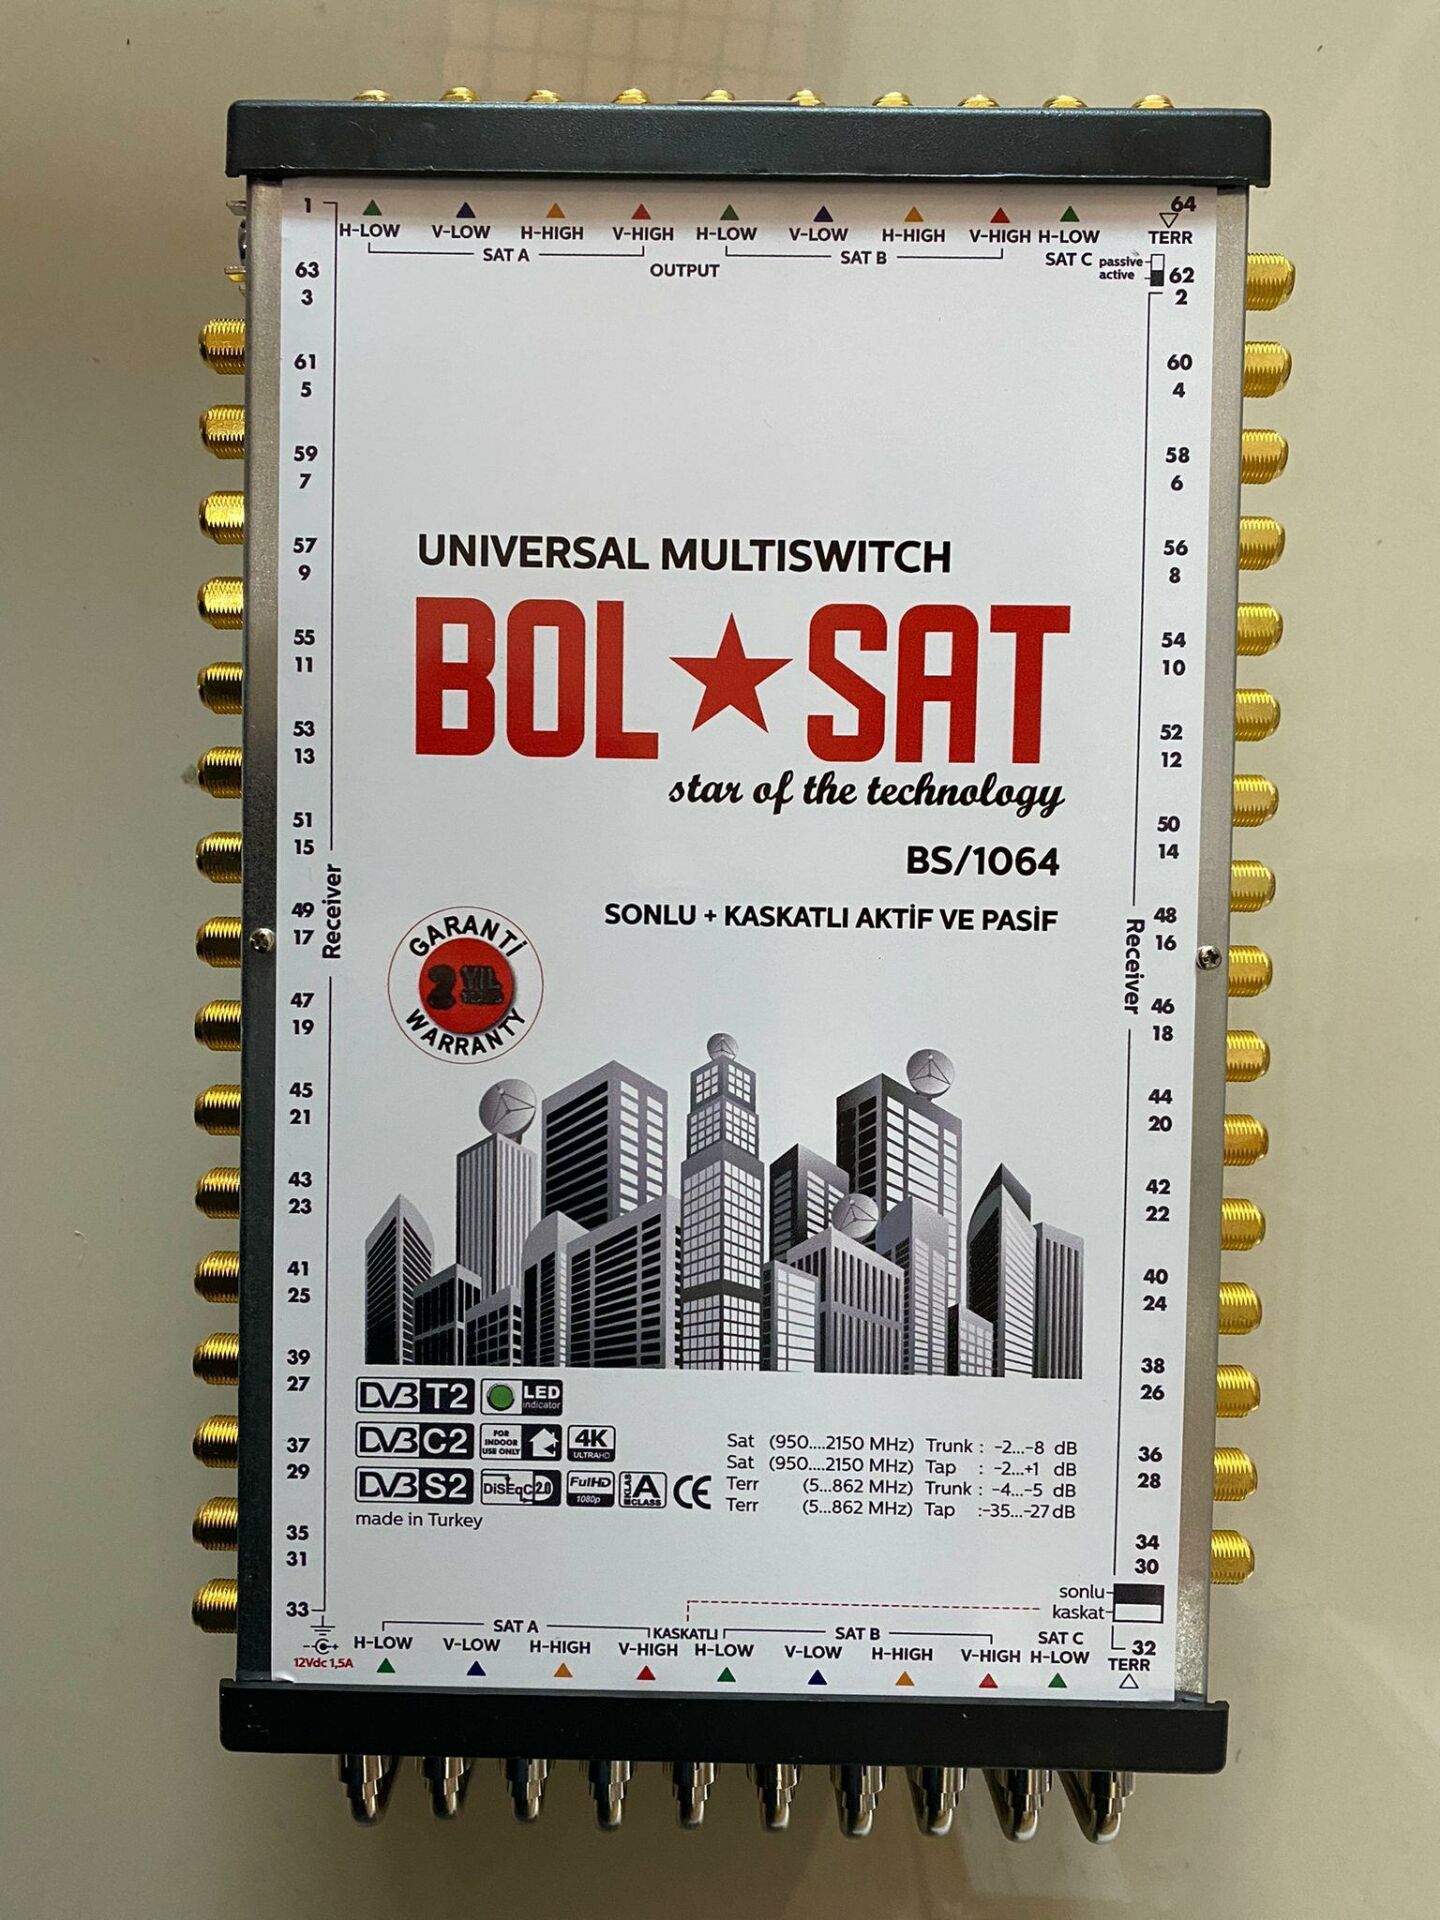 1
64
H-LOW V-LOW H-HIGH V-HIGH H-LOW V-LOW H-HIGH V-HIGH H-LOW TERR
SAT A SAT B SAT C
OUTPUT
passive
active
63 62
3 2
61 60
5 4
59 58
7 6
57 56
9 8
55 54
11 10
53 52
13 12
51 50
15 14
49 48
17 16
47 46
19 18
45 44
21 20
43 42
23 22
41 40
25 24
39 38
27 26
37 36
29 28
35 34
31 30
33 32
Receiver
Receiver
UNIVERSAL MULTISWITCH
BOL SAT
star of the technology
BS/1064
SONLU + KASKATLI AKTİF VE PASİF
GARANTİ
2 YIL
WARRANTY
DVB T2
LED
indicator
DVB C2
FOR
INDOOR
USE ONLY
4K
ULTRAHD
DVB S2
DiSEqC 2.0
FullHD
1080p
KLAS
A
CLASS
CE
made in Turkey
Sat (950....2150 MHz) Trunk : -2...-8 dB
Sat (950....2150 MHz) Tap : -2...+1 dB
Terr (5...862 MHz) Trunk : -4...-5 dB
Terr (5...862 MHz) Tap :-35...-27 dB
sonlu
kaskat
SAT A KASKATLI SAT B SAT C
H-LOW V-LOW H-HIGH V-HIGH H-LOW V-LOW H-HIGH V-HIGH H-LOW TERR
12Vdc 1,5A